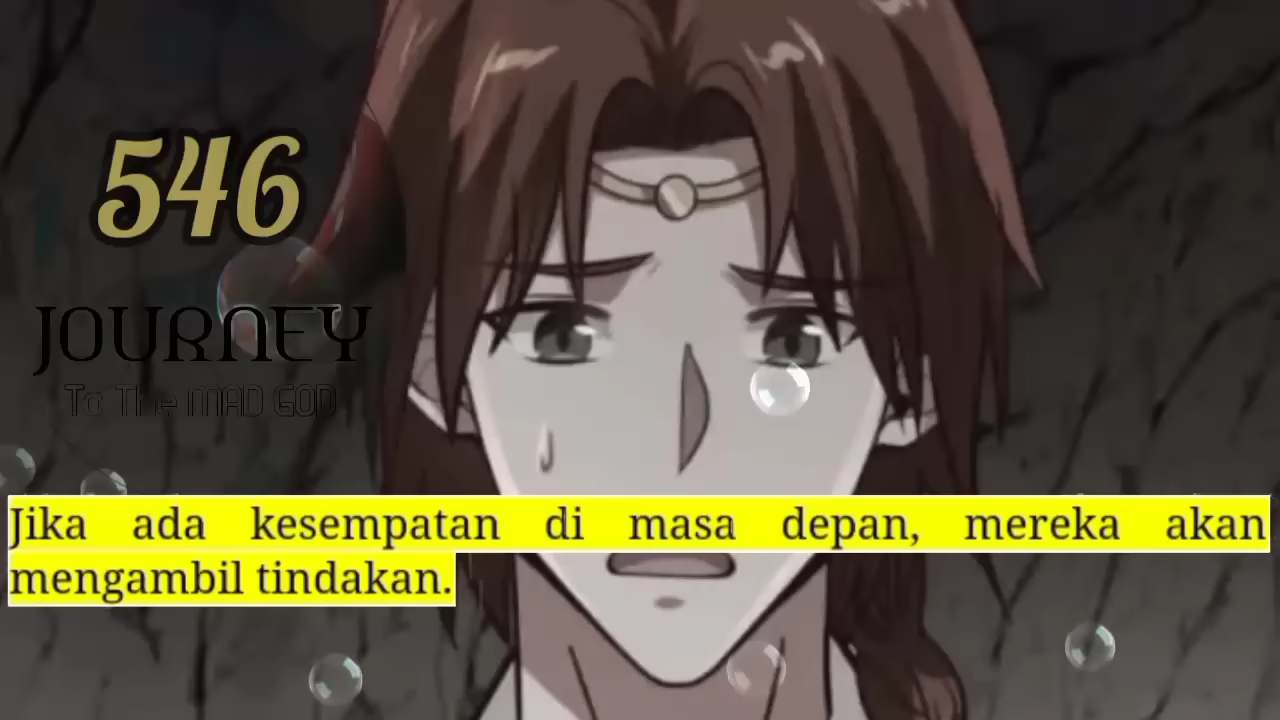 546
JOURNEY
To The MAD GOD
Jika ada kesempatan di masa depan, mereka akan
mengambil tindakan.